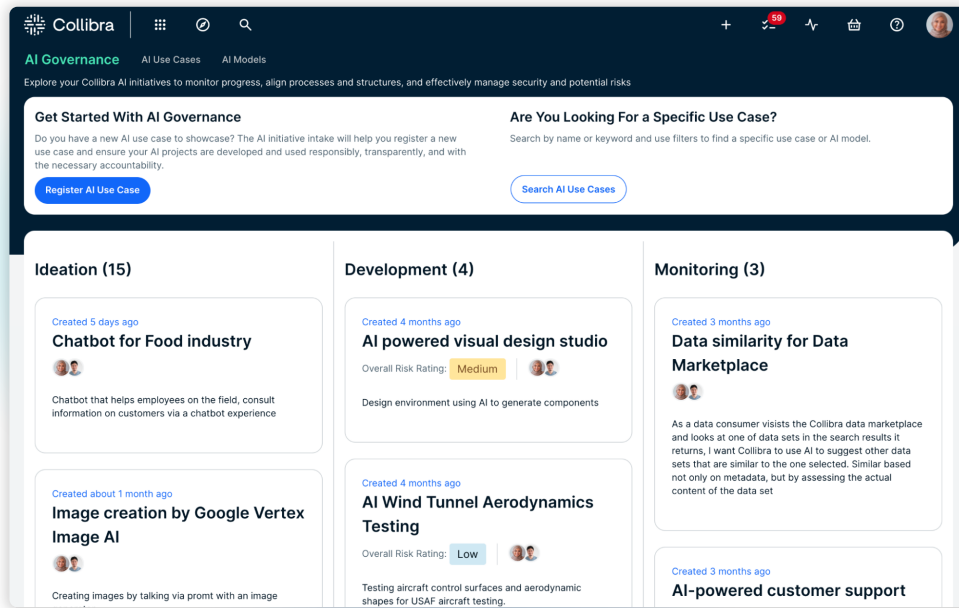 Collibra
59
AI Governance
AI Use Cases
AI Models
Explore your Collibra AI initiatives to monitor progress, align processes and structures, and effectively manage security and potential risks
Get Started With AI Governance
Do you have a new AI use case to showcase? The AI initiative intake will help you register a new
use case and ensure your AI projects are developed and used responsibly, transparently, and with
the necessary accountability.
Register AI Use Case
Are You Looking For a Specific Use Case?
Search by name or keyword and use filters to find a specific use case or AI model.
Search AI Use Cases
Ideation (15)
Created 5 days ago
Chatbot for Food industry
Chatbot that helps employees on the field, consult
information on customers via a chatbot experience
Created about 1 month ago
Image creation by Google Vertex
Image AI
Creating images by talking via promt with an image
Development (4)
Created 4 months ago
AI powered visual design studio
Overall Risk Rating: Medium
Design environment using AI to generate components
Created 4 months ago
AI Wind Tunnel Aerodynamics
Testing
Overall Risk Rating: Low
Testing aircraft control surfaces and aerodynamic
shapes for USAF aircraft testing.
Monitoring (3)
Created 3 months ago
Data similarity for Data
Marketplace
As a data consumer visists the Collibra data marketplace
and looks at one of data sets in the search results it
returns, I want Collibra to use AI to suggest other data
sets that are similar to the one selected. Similar based
not only on metadata, but by assessing the actual
content of the data set
Created 3 months ago
AI-powered customer support